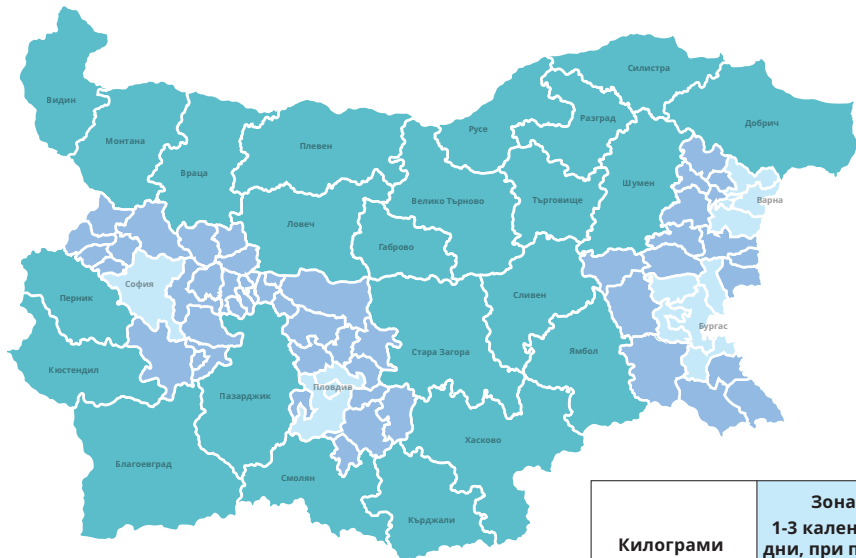 Силистра
Видин
Разград
Добрич
Русе
Монтана
Плевен
Враца
Шумен
Велико Търново
Търговище
Варна
Ловеч
Габрово
София
Перник
Сливен
Бургас
Стара Загора
Ямбол
Кюстендил
Пловдив
Пазарджик
Хасково
Благоевград
Смолян
Кърджали
Килограми
Зона
1-3 кален
дни, при п